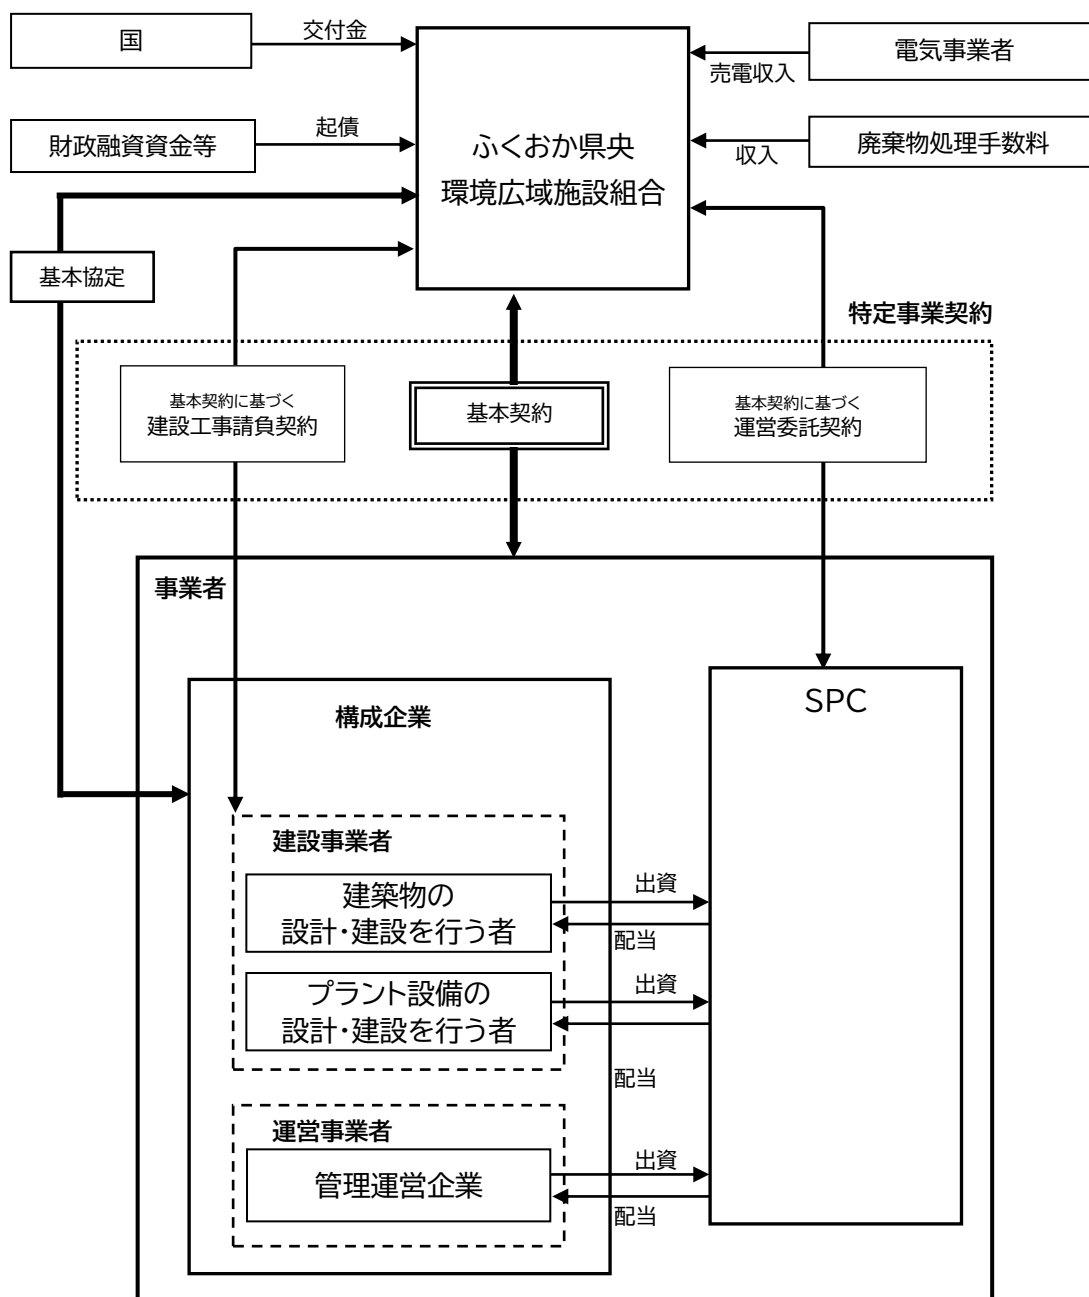 国
交付金
電気事業者
売電収入
財政融資資金等
起債
ふくおか県央
環境広域施設組合
廃棄物処理手数料
収入
基本協定
特定事業契約
基本契約に基づく
建設工事請負契約
基本契約
基本契約に基づく
運営委託契約
事業者
構成企業
SPC
建設事業者
建築物の
設計・建設を行う者
出資
配当
プラント設備の
設計・建設を行う者
出資
配当
運営事業者
管理運営企業
出資
配当